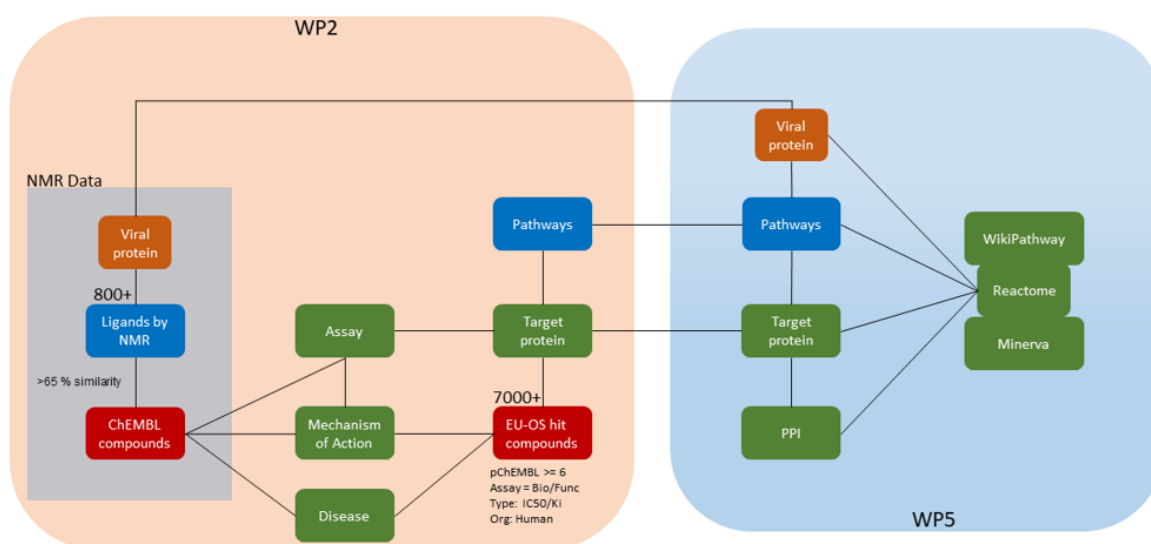 WP2
NMR Data
Viral
protein
800+
Ligands by
NMR
>65 % similarity
ChEMBL
compounds
Assay
Mechanism
of Action
Disease
Pathways
Target
protein
7000+
EU-OS hit
compounds
pChEMBL >= 6
Assay = Bio/Func
Type: IC50/Ki
Org: Human
Viral
protein
Pathways
Target
protein
PPI
WikiPathway
Reactome
Minerva
WP5